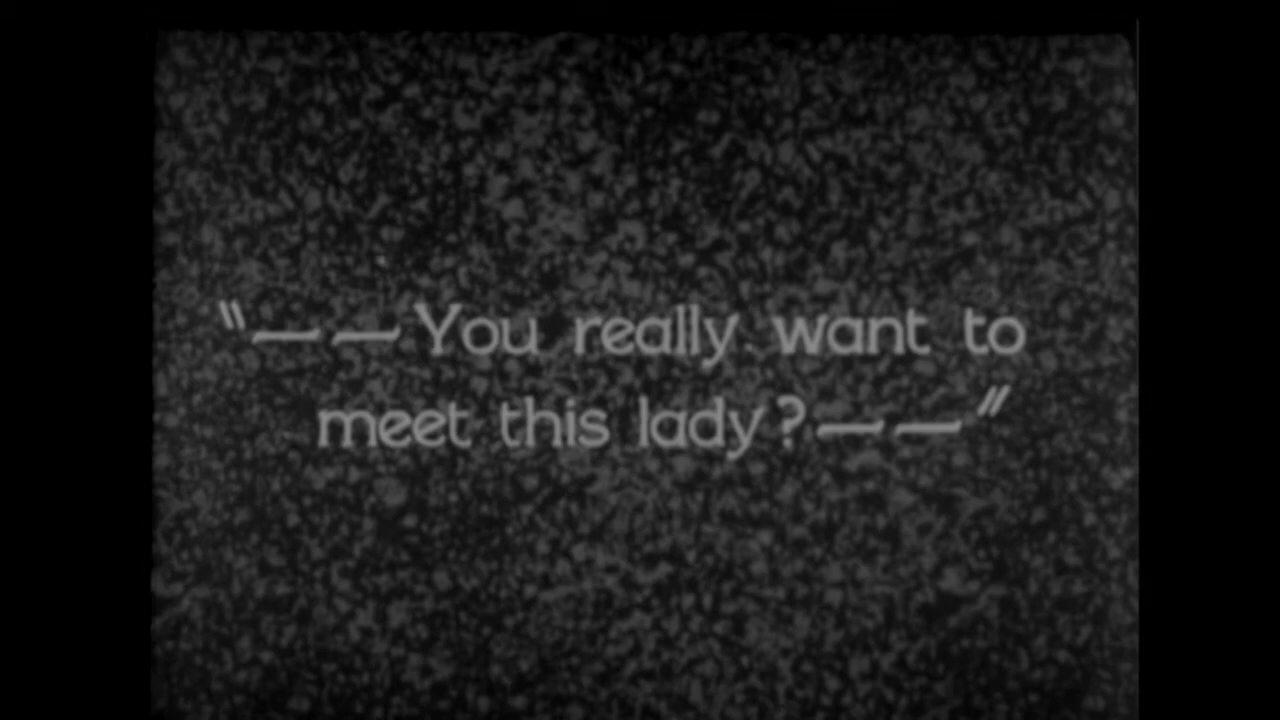 "— —You really want to
meet this lady?— —"